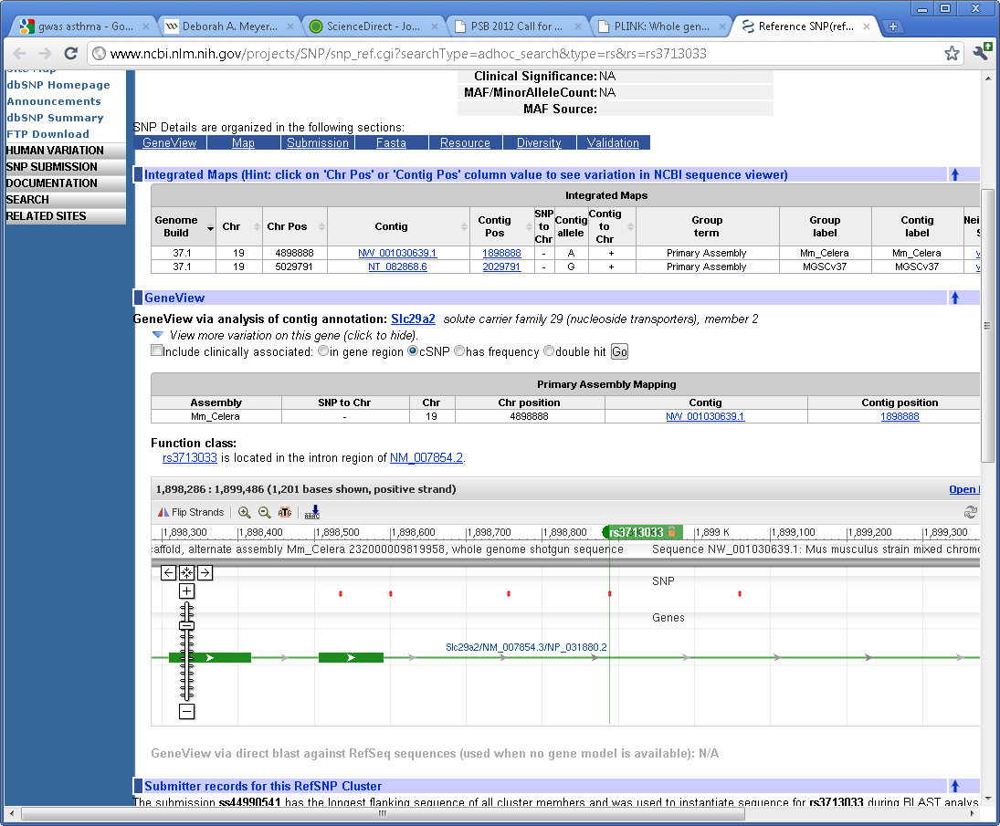 gwas asthma - Go...
Deborah A. Meyer...
ScienceDirect - Jo...
PSB 2012 Call for ...
PLINK: Whole gen...
Reference SNP(ref...
www.ncbi.nlm.nih.gov/projects/SNP/snp_ref.cgi?searchType=adhoc_search&type=rs&rs=rs3713033
Site Map
dbSNP Homepage
Announcements
dbSNP Summary
FTP Download
HUMAN VARIATION
SNP SUBMISSION
DOCUMENTATION
SEARCH
RELATED SITES
Clinical Significance: NA
MAF/MinorAlleleCount: NA
MAF Source:
SNP Details are organized in the following sections:
GeneView Map Submission Fasta Resource Diversity Validation
Integrated Maps (Hint: click on 'Chr Pos' or 'Contig Pos' column value to see variation in NCBI sequence viewer)
Integrated Maps
Genome Build Chr Chr Pos Contig Contig Pos SNP to Chr Contig allele Contig to Chr Group term Group label Contig label Nei
37.1 19 4898888 NW_001030639.1 1898888 - A + Primary Assembly Mm_Celera Mm_Celera v
37.1 19 5029791 NT_082868.6 2029791 - G + Primary Assembly MGSCv37 MGSCv37 v
GeneView
GeneView via analysis of contig annotation: Slc29a2 solute carrier family 29 (nucleoside transporters), member 2
View more variation on this gene (click to hide).
Include clinically associated: in gene region cSNP has frequency double hit Go
Primary Assembly Mapping
Assembly SNP to Chr Chr Chr position Contig Contig position
Mm_Celera - 19 4898888 NW_001030639.1 1898888
Function class:
rs3713033 is located in the intron region of NM_007854.2.
1,898,286 : 1,899,486 (1,201 bases shown, positive strand) Open
Flip Strands ATG
1,898,300 1,898,400 1,898,500 1,898,600 1,898,700 1,898,800 rs3713033 1,899 K 1,899,100 1,899,200 1,899,300
affold, alternate assembly Mm_Celera 232000009819958, whole genome shotgun sequence Sequence NW_001030639.1: Mus musculus strain mixed chromo
SNP
Genes
Slc29a2/NM_007854.3/NP_031880.2
GeneView via direct blast against RefSeq sequences (used when no gene model is available): N/A
Submitter records for this RefSNP Cluster
The submission ss44990541 has the longest flanking sequence of all cluster members and was used to instantiate sequence for rs3713033 during BLAST analys